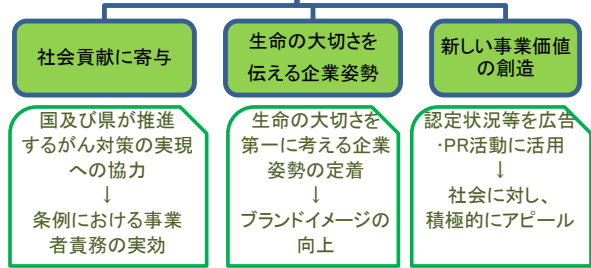 社会貢献に寄与
生命の大切さを
伝える企業姿勢
新しい事業価値
の創造
国及び県が推進
するがん対策の実現
への協力
↓
条例における事業
者責務の実効
生命の大切さを
第一に考える企業
姿勢の定着
↓
ブランドイメージの
向上
認定状況等を広告
・PR活動に活用
↓
社会に対し、
積極的にアピール